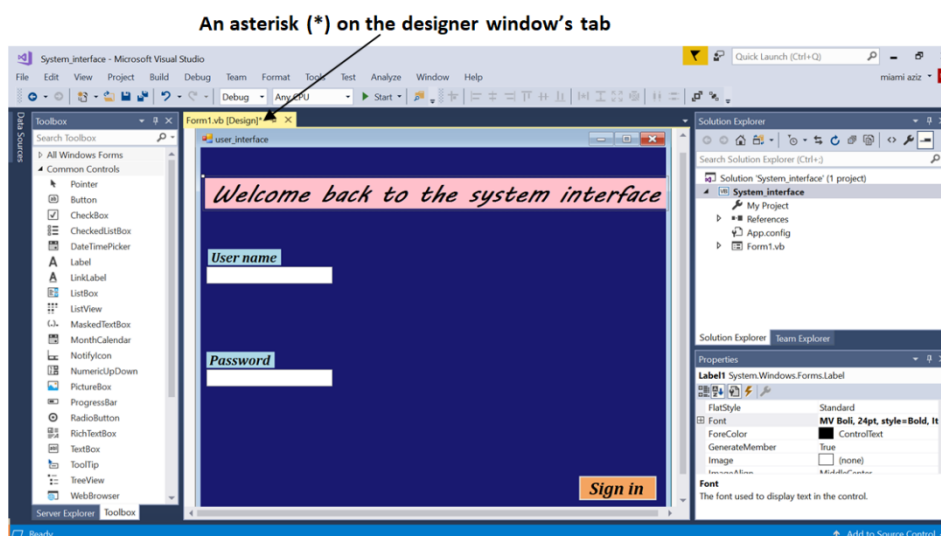 An asterisk (*) on the designer window's tab
System_interface - Microsoft Visual Studio
Quick Launch (Ctrl+Q)
File Edit View Project Build Debug Team Format Tools Test Analyze Window Help
miami aziz
Debug Any CPU Start
Data Sources
Toolbox
Form1.vb [Design]*
Solution Explorer
Search Toolbox
user_interface
All Windows Forms
Common Controls
Pointer
Button
CheckBox
CheckedListBox
DateTimePicker
Label
LinkLabel
ListBox
ListView
MaskedTextBox
MonthCalendar
NotifyIcon
NumericUpDown
PictureBox
ProgressBar
RadioButton
RichTextBox
TextBox
ToolTip
TreeView
WebBrowser
Server Explorer Toolbox
Welcome back to the system interface
User name
Password
Sign in
Search Solution Explorer (Ctrl+;)
Solution 'System_interface' (1 project)
System_interface
My Project
References
App.config
Form1.vb
Solution Explorer Team Explorer
Properties
Label1 System.Windows.Forms.Label
FlatStyle Standard
Font MV Boli, 24pt, style=Bold, It
ForeColor ControlText
GenerateMember True
Image (none)
ImageAlign MiddleCenter
Font
The font used to display text in the control.
Ready
Add to Source Control